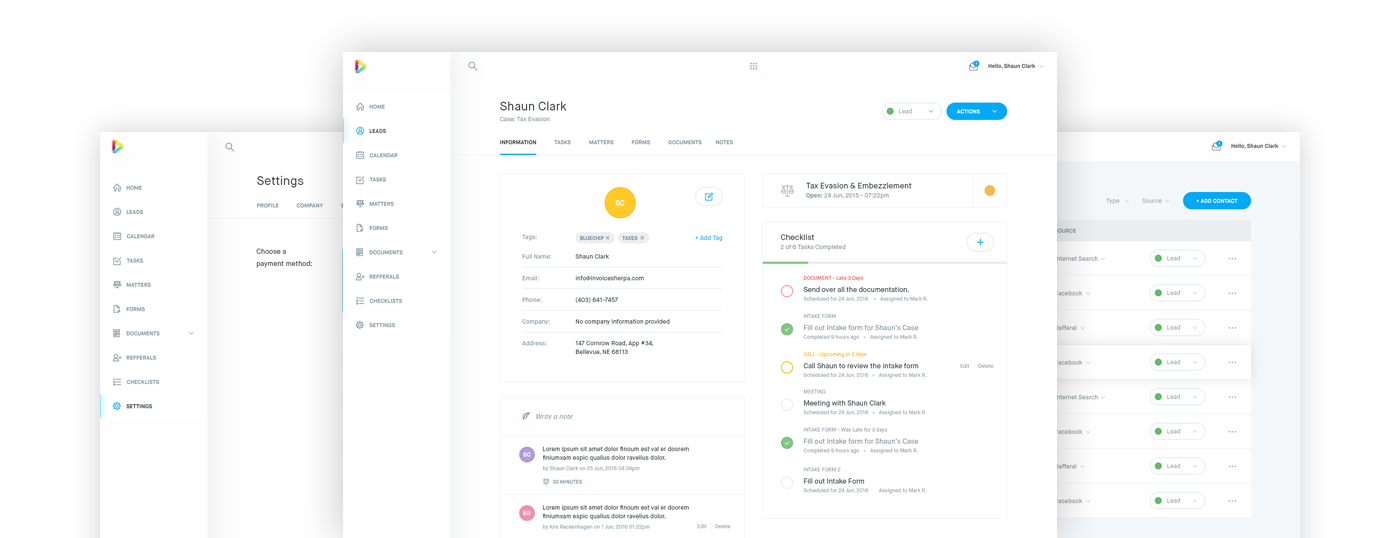 Settings
PROFILE
COMPANY
Choose a
payment method:
HOME
LEADS
CALENDAR
TASKS
MATTERS
FORMS
DOCUMENTS
REFFERALS
CHECKLISTS
SETTINGS
HOME
LEADS
CALENDAR
TASKS
MATTERS
FORMS
DOCUMENTS
REFFERALS
CHECKLISTS
SETTINGS
1
Hello, Shaun Clark
Shaun Clark
Case: Tax Evasion
Lead
ACTIONS
INFORMATION
TASKS
MATTERS
FORMS
DOCUMENTS
NOTES
SC
Tags:
BLUECHIP ×
TAXES ×
+ Add Tag
Full Name:
Shaun Clark
Email:
info@invoicesherpa.com
Phone:
(403) 641-7457
Company:
No company information provided
Address:
147 Cornrow Road, App #34,
Bellevue, NE 68113
Write a note
SC
Lorem ipsum sit amet dolor finoum est val er doorem
finiumxam espic qualius dolor ravelius dolor.
by Shaun Clark on 25 Jun, 2016 04:34pm
30 MINUTES
KR
Lorem ipsum sit amet dolor finoum est val er doorem
finiumxam espic qualius dolor ravelius dolor.
by Kris Rackenhagen on 1 Jun, 2016 01:22pm
Edit
Delete
Tax Evasion & Embezzlement
Open: 24 Jun, 2015 - 07:22pm
Checklist
2 of 6 Tasks Completed
DOCUMENT - Late 3 Days
Send over all the documentation.
Scheduled for 24 Jun, 2016 • Assigned to Mark R.
INTAKE FORM
Fill out Intake form for Shaun's Case
Completed 9 hours ago • Assigned to Mark R.
CALL - Upcoming in 2 days
Call Shaun to review the intake form
Scheduled for 24 Jun, 2016 • Assigned to Mark R.
Edit
Delete
MEETING
Meeting with Shaun Clark
Scheduled for 24 Jun, 2016 • Assigned to Mark R.
INTAKE FORM - Was Late for 3 days
Fill out Intake form for Shaun's Case
Completed 9 hours ago • Assigned to Mark R.
INTAKE FORM 2
Fill out Intake Form
Scheduled for 24 Jun, 2016 Assigned to Mark R.
1
Hello, Shaun Clark
Type
Source
+ ADD CONTACT
OURCE
nternet Search
Lead
acebook
Lead
efferal
Lead
acebook
Lead
nternet Search
Lead
acebook
Lead
efferal
Lead
acebook
Lead